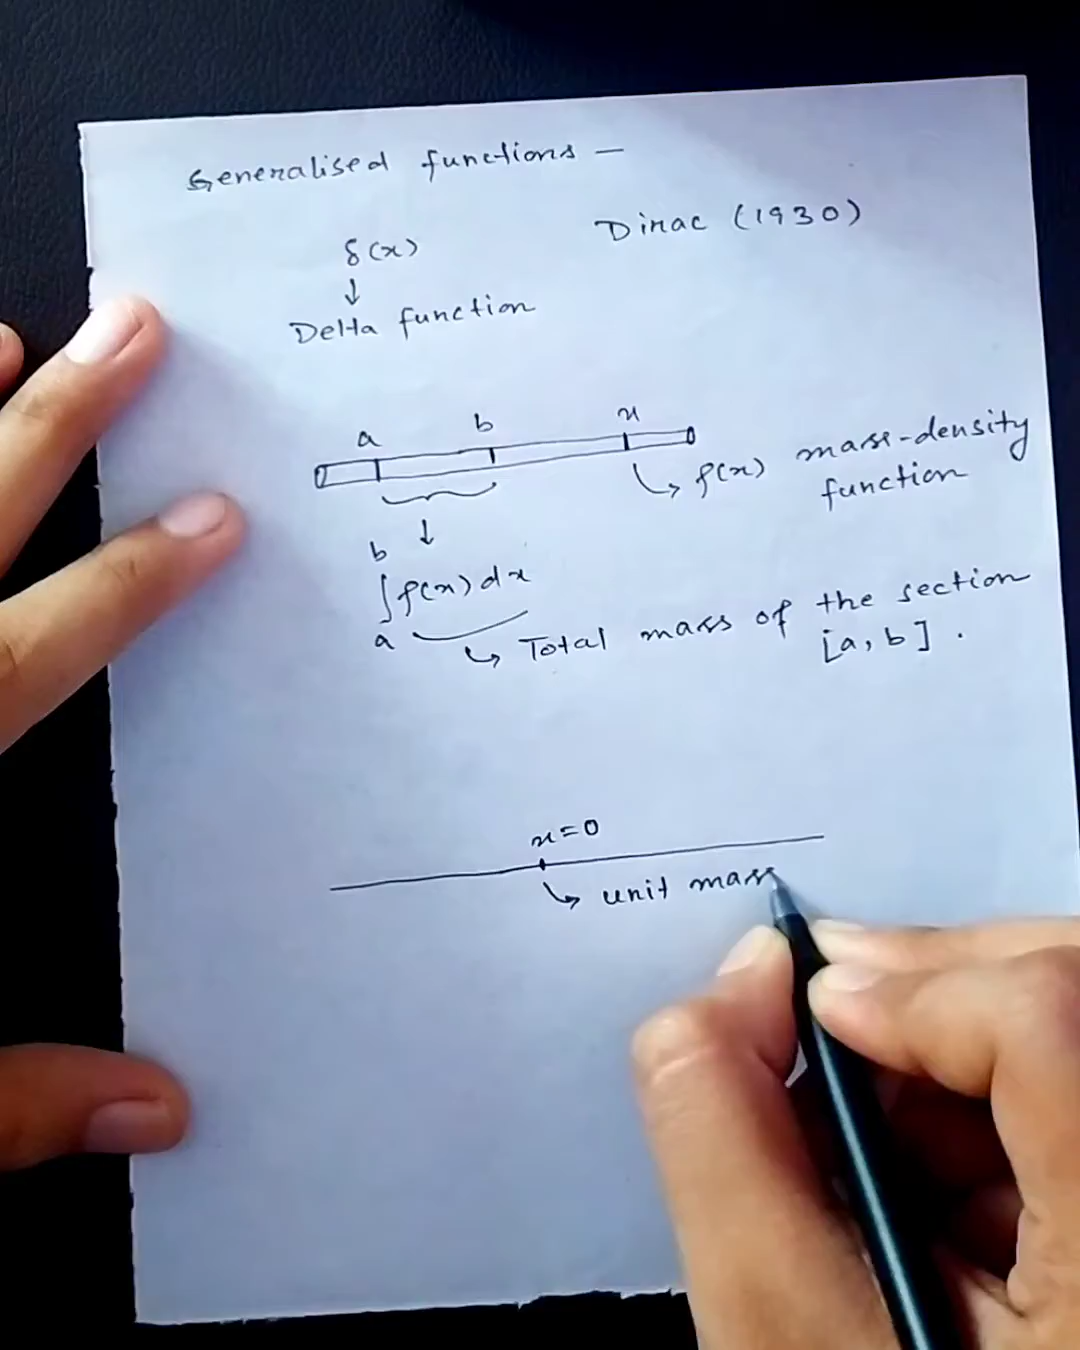 Generalised functions —
Dirac (1930)
δ(x)
↓
Delta function
a b x
↳ ρ(x) mass-density
function
↓
b
∫ρ(x) dx
a
↳ Total mass of the section
[a, b] .
x=0
↳ unit mass